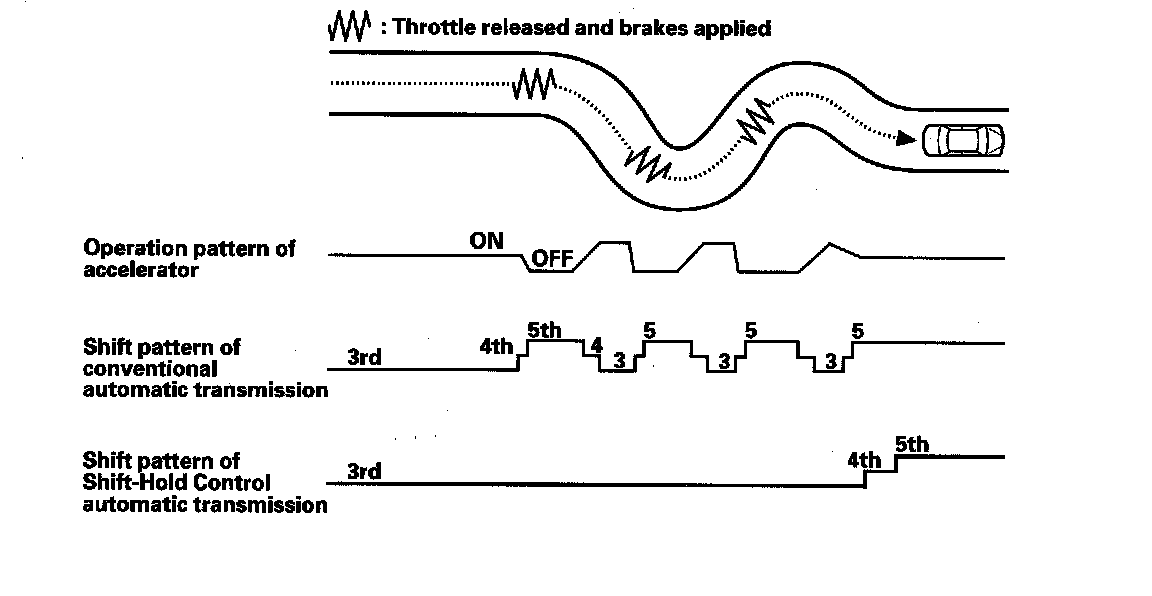 : Throttle released and brakes applied
Operation pattern of
accelerator
ON
OFF
Shift pattern of
conventional
automatic transmission
3rd
4th
5th
4
3
5
3
5
3
5
Shift pattern of
Shift-Hold Control
automatic transmission
3rd
4th
5th